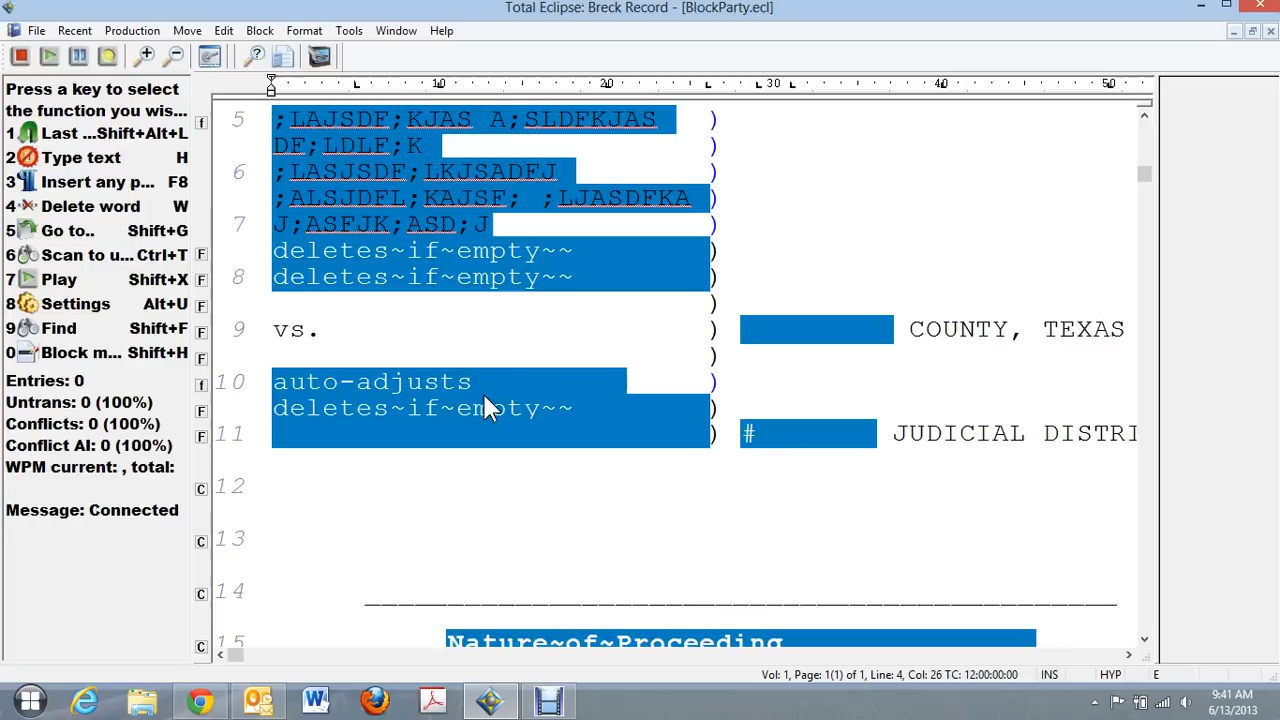 Total Eclipse: Breck Record - [BlockParty.ecl]
File Recent Production Move Edit Block Format Tools Window Help
Press a key to select
the function you wis...
1 Last ...Shift+Alt+L
2 Type text H
3 Insert any p... F8
4 Delete word W
5 Go to.. Shift+G
6 Scan to u... Ctrl+T
7 Play Shift+X
8 Settings Alt+U
9 Find Shift+F
0 Block m... Shift+H
Entries: 0
Untrans: 0 (100%)
Conflicts: 0 (100%)
Conflict AI: 0 (100%)
WPM current: , total:
Message: Connected
10 20 30 40 50
5 ;LAJSDF;KJAS A;SLDFKJAS )
DF;LDLF;K )
6 ;LASJSDF;LKJSADFJ )
;ALSJDFL;KAJSF; ;LJASDFKA )
7 J;ASFJK;ASD;J )
deletes~if~empty~~ )
8 deletes~if~empty~~ )
)
9 vs. ) COUNTY, TEXAS
)
10 auto-adjusts )
deletes~if~empty~~ )
11 ) # JUDICIAL DISTRI
12
13
14
15 Nature~of~Proceeding
Vol: 1, Page: 1(1) of 1, Line: 4, Col: 26 TC: 12:00:00:00 INS HYP E
9:41 AM
6/13/2013